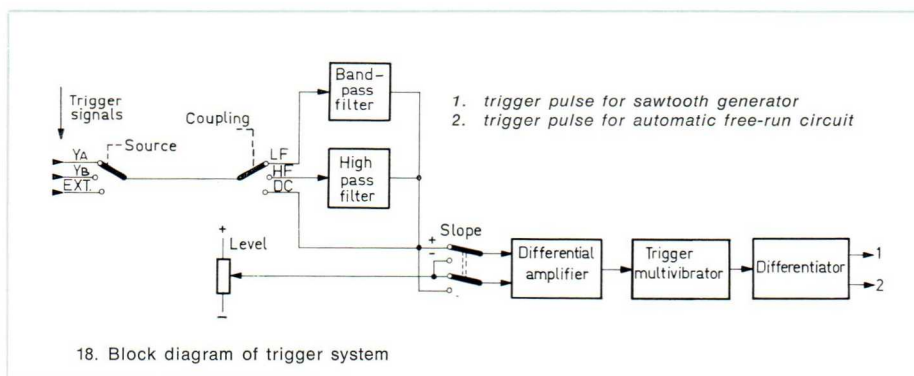 Trigger
signals
YA
YB
EXT.
Source
Coupling
LF
HF
DC
Band-
pass
filter
High
pass
filter
1. trigger pulse for sawtooth generator
2. trigger pulse for automatic free-run circuit
+
Level
−
Slope
+
-
Differential
amplifier
Trigger
multivibrator
Differentiator
1
2
18. Block diagram of trigger system